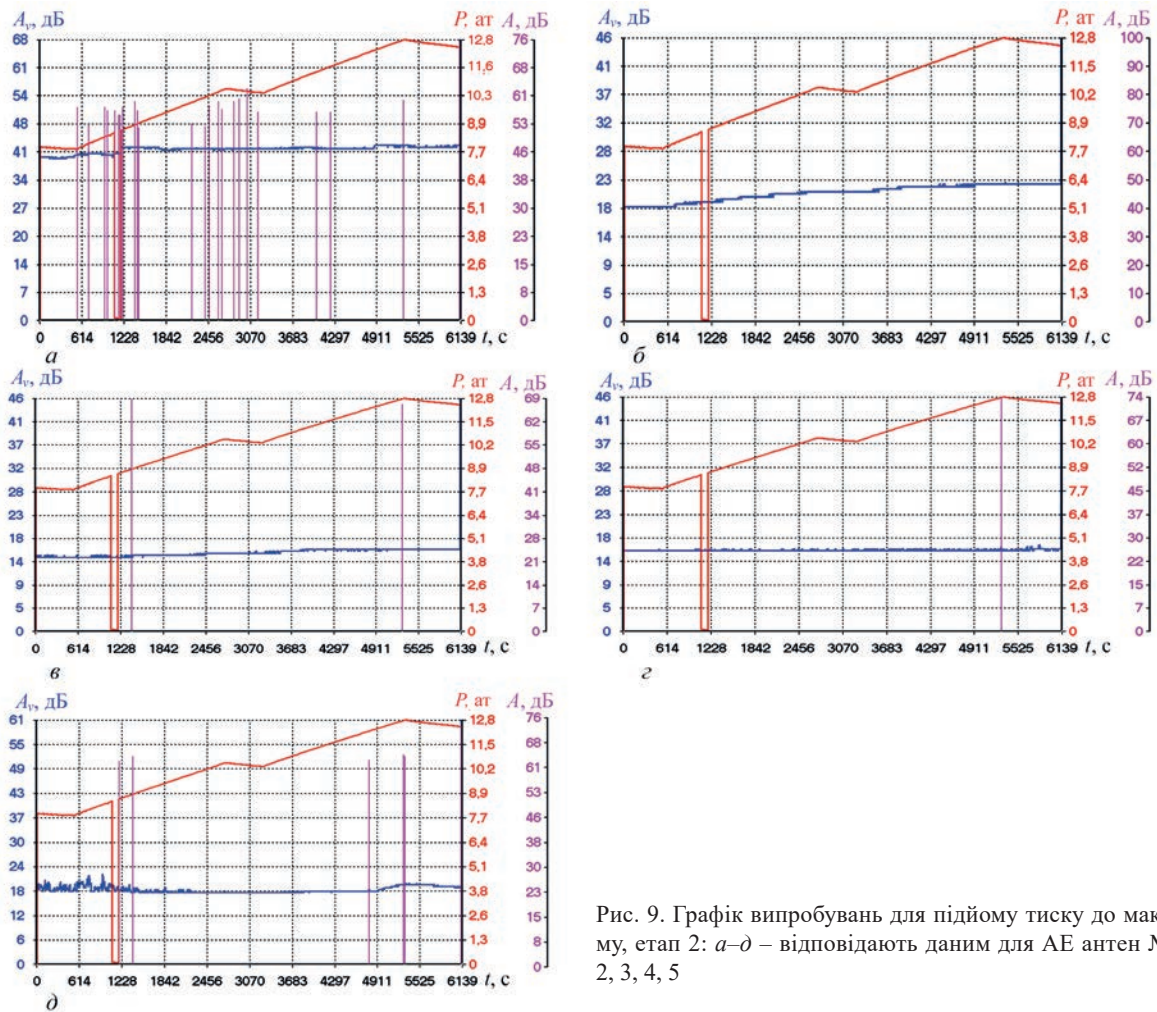 Aᵥ, дБ P, ат A, дБ
68 12,8 76
61 11,6 68
54 10,3 61
48 8,9 53
41 7,7 46
34 6,4 38
27 5,1 30
20 3,8 23
14 2,6 15
7 1,3 8
0 0 0
0 614 1228 1842 2456 3070 3683 4297 4911 5525 6139 t, с
а
Aᵥ, дБ P, ат A, дБ
46 12,8 100
41 11,5 90
37 10,2 80
32 8,9 70
28 7,7 60
23 6,4 50
18 5,1 40
14 3,8 30
9 2,6 20
5 1,3 10
0 0 0
0 614 1228 1842 2456 3070 3683 4297 4911 5525 6139 t, с
б
Aᵥ, дБ P, ат A, дБ
46 12,8 69
41 11,5 62
37 10,2 55
32 8,9 48
28 7,7 41
23 6,4 34
18 5,1 28
14 3,8 21
9 2,6 14
5 1,3 7
0 0 0
0 614 1228 1842 2456 3070 3683 4297 4911 5525 6139 t, с
в
Aᵥ, дБ P, ат A, дБ
46 12,8 74
41 11,5 67
37 10,2 60
32 8,9 52
28 7,7 45
23 6,4 37
18 5,1 30
14 3,8 22
9 2,6 15
5 1,3 7
0 0 0
0 614 1228 1842 2456 3070 3683 4297 4911 5525 6139 t, с
г
Aᵥ, дБ P, ат A, дБ
61 12,8 76
55 11,5 68
49 10,2 61
43 8,9 53
37 7,7 46
30 6,4 38
24 5,1 30
18 3,8 23
12 2,6 15
6 1,3 8
0 0 0
0 614 1228 1842 2456 3070 3683 4297 4911 5525 6139 t, с
д
Рис. 9. Графік випробувань для підйому тиску до мак
му, етап 2: а–д – відповідають даним для АЕ антен
2, 3, 4, 5